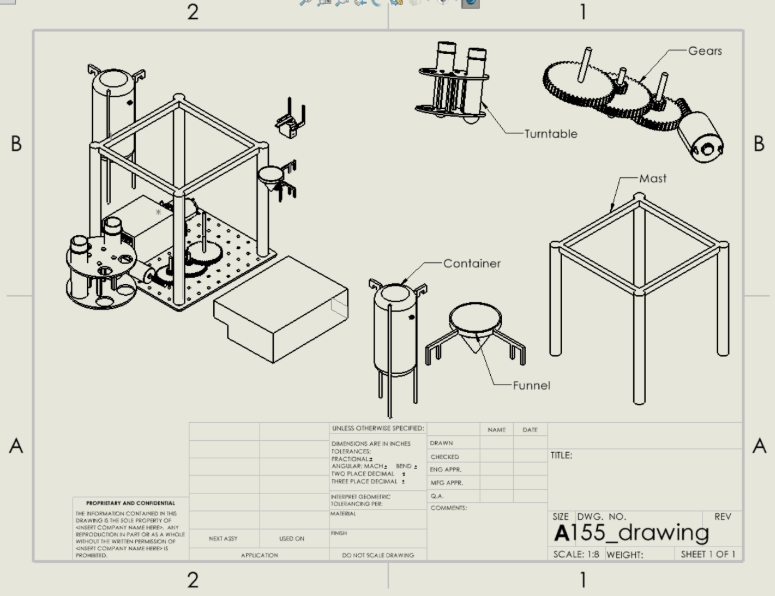 2
1
B
B
Gears
Turntable
Mast
Container
Funnel
A
A
UNLESS OTHERWISE SPECIFIED:
NAME
DATE
DIMENSIONS ARE IN INCHES
TOLERANCES:
FRACTIONAL±
ANGULAR: MACH± BEND ±
TWO PLACE DECIMAL ±
THREE PLACE DECIMAL ±
DRAWN
CHECKED
ENG APPR.
MFG APPR.
TITLE:
INTERPRET GEOMETRIC
TOLERANCING PER:
Q.A.
COMMENTS:
MATERIAL
FINISH
PROPRIETARY AND CONFIDENTIAL
THE INFORMATION CONTAINED IN THIS
DRAWING IS THE SOLE PROPERTY OF
<INSERT COMPANY NAME HERE>. ANY
REPRODUCTION IN PART OR AS A WHOLE
WITHOUT THE WRITTEN PERMISSION OF
<INSERT COMPANY NAME HERE> IS
PROHIBITED.
NEXT ASSY
USED ON
APPLICATION
DO NOT SCALE DRAWING
SIZE
DWG. NO.
REV
A155_drawing
SCALE: 1:8
WEIGHT:
SHEET 1 OF 1
2
1